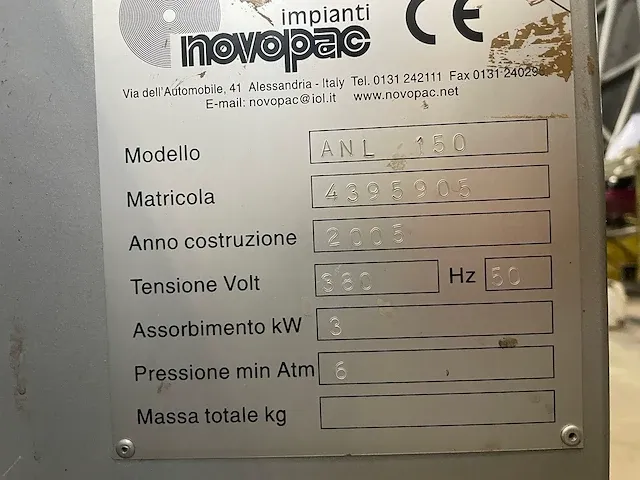 impianti
novopac CE
Via dell'Automobile, 41 Alessandria - Italy Tel. 0131 242111 Fax 0131
E-mail: novopac@iol.it www.novopac.net
Modello ANL 150
Matricola 4395905
Anno costruzione 2005
Tensione Volt 380 Hz 50
Assorbimento kW 3
Pressione min Atm 6
Massa totale kg